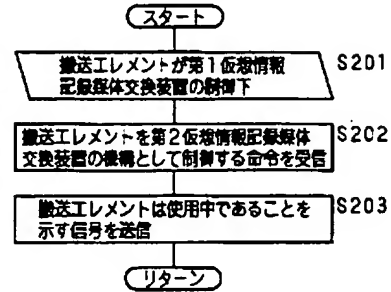 スタート
搬送エレメントが第1仮想情報
記録媒体交換装置の制御下
S201
搬送エレメントを第2仮想情報記録媒体
交換装置の機構として制御する命令を受信
S202
搬送エレメントは使用中であることを
示す信号を送信
S203
リターン